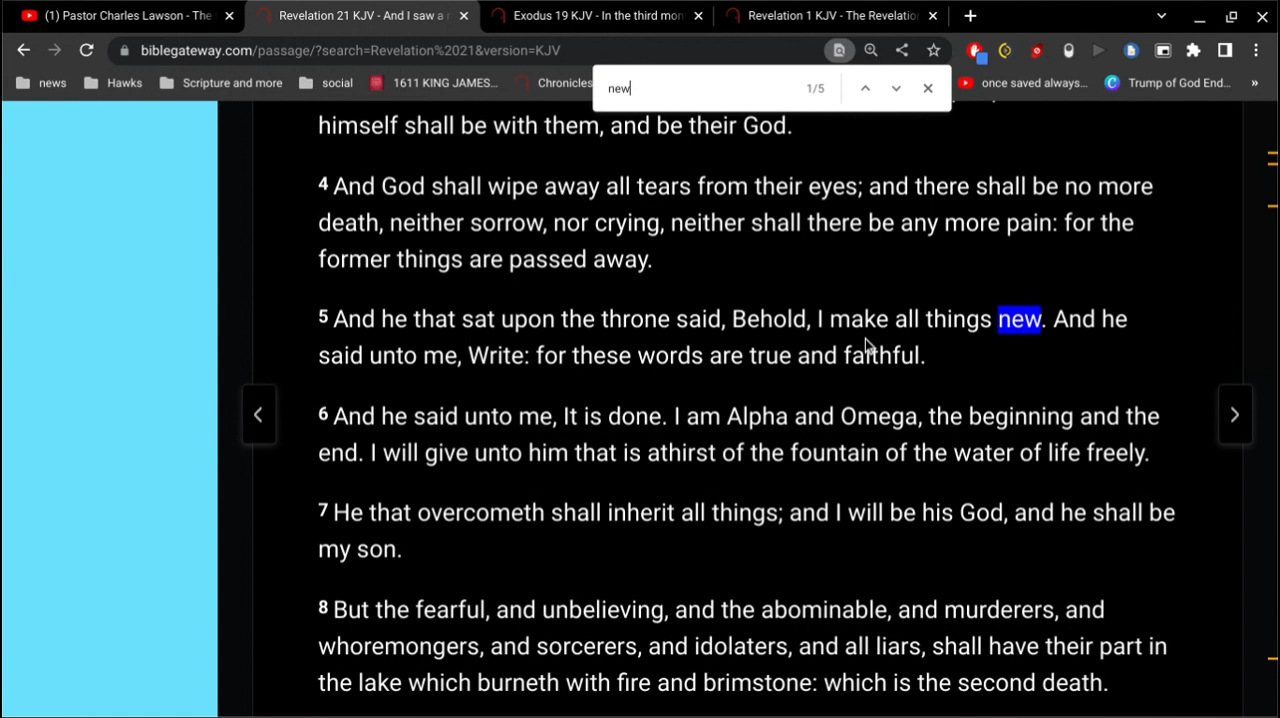 (1) Pastor Charles Lawson - The
Revelation 21 KJV - And I saw a n
Exodus 19 KJV - In the third mon
Revelation 1 KJV - The Revelatio
biblegateway.com/passage/?search=Revelation%2021&version=KJV
news
Hawks
Scripture and more
social
1611 KING JAMES...
Chronicles
once saved always...
Trump of God End...
»
new
1/5
himself shall be with them, and be their God.
4 And God shall wipe away all tears from their eyes; and there shall be no more
death, neither sorrow, nor crying, neither shall there be any more pain: for the
former things are passed away.
5 And he that sat upon the throne said, Behold, I make all things new. And he
said unto me, Write: for these words are true and faithful.
6 And he said unto me, It is done. I am Alpha and Omega, the beginning and the
end. I will give unto him that is athirst of the fountain of the water of life freely.
7 He that overcometh shall inherit all things; and I will be his God, and he shall be
my son.
8 But the fearful, and unbelieving, and the abominable, and murderers, and
whoremongers, and sorcerers, and idolaters, and all liars, shall have their part in
the lake which burneth with fire and brimstone: which is the second death.